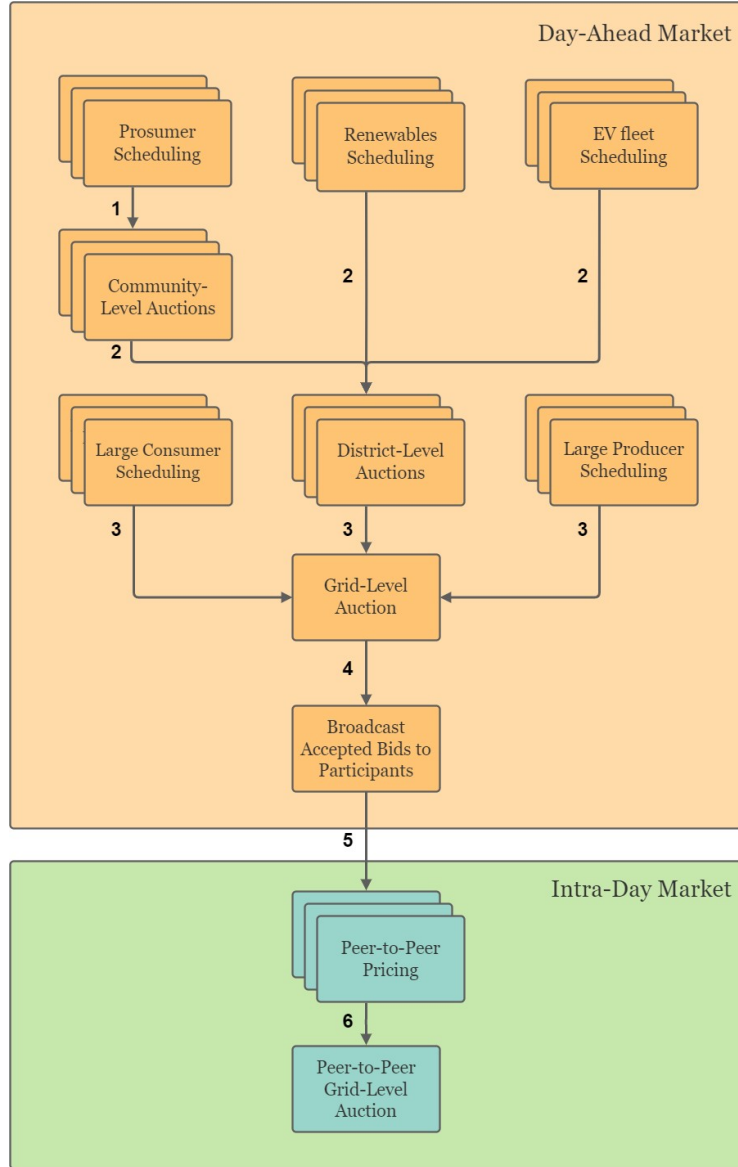 Day-Ahead Market
Prosumer
Scheduling
Renewables
Scheduling
EV fleet
Scheduling
1
Community-
Level Auctions
2
2
2
Large Consumer
Scheduling
District-Level
Auctions
Large Producer
Scheduling
3
3
3
Grid-Level
Auction
4
Broadcast
Accepted Bids to
Participants
5
Intra-Day Market
Peer-to-Peer
Pricing
6
Peer-to-Peer
Grid-Level
Auction